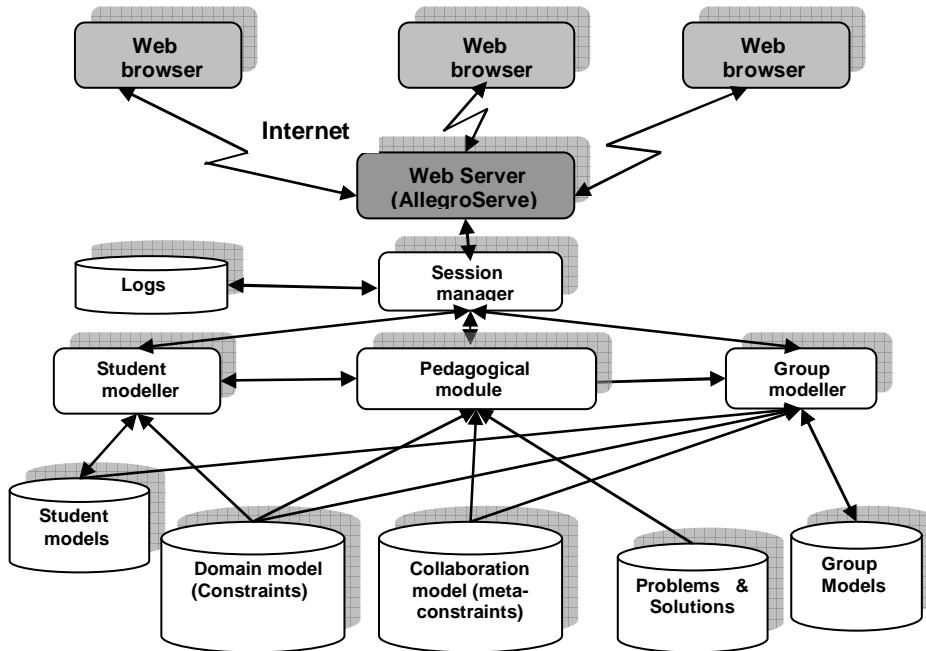 Web
browser
Web
browser
Web
browser
Internet
Web Server
(AllegroServe)
Logs
Session
manager
Student
modeller
Pedagogical
module
Group
modeller
Student
models
Domain model
(Constraints)
Collaboration
model (meta-
constraints)
Problems &
Solutions
Group
Models